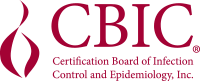 CBIC®
Certification Board of Infection
Control and Epidemiology, Inc.